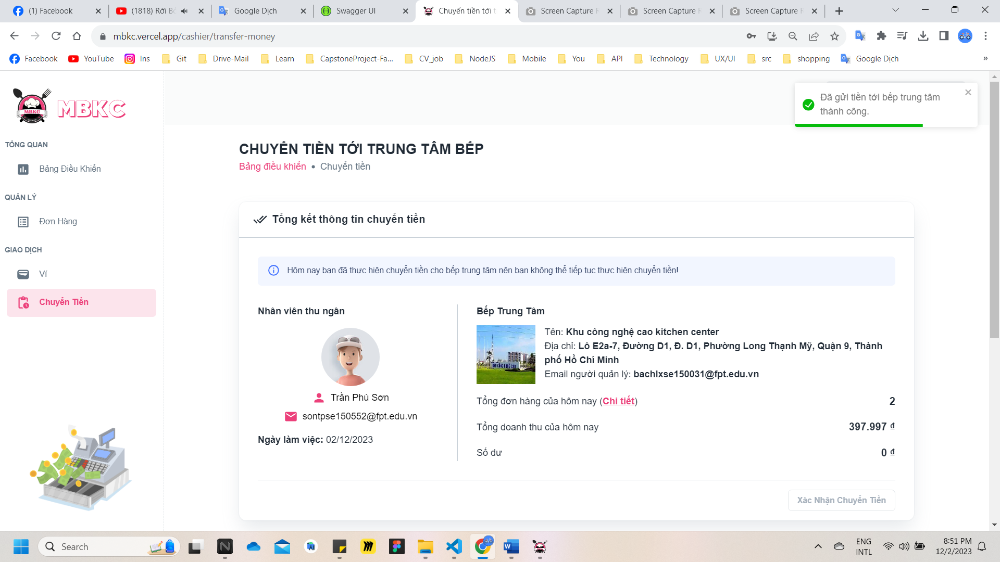 (1) Facebook
(1818) Rời Bỏ
Google Dịch
Swagger UI
Chuyển tiền tới t
Screen Capture F
Screen Capture F
Screen Capture F
mbkc.vercel.app/cashier/transfer-money
Facebook
YouTube
Ins
Git
Drive-Mail
Learn
CapstoneProject-Fa...
CV_job
NodeJS
Mobile
You
API
Technology
UX/UI
src
shopping
Google Dịch
»
MBKC
MBKC
Đã gửi tiền tới bếp trung tâm
thành công.
TỔNG QUAN
Bảng Điều Khiển
QUẢN LÝ
Đơn Hàng
GIAO DỊCH
Ví
Chuyển Tiền
CHUYỂN TIỀN TỚI TRUNG TÂM BẾP
Bảng điều khiển • Chuyển tiền
Tổng kết thông tin chuyển tiền
Hôm nay bạn đã thực hiện chuyển tiền cho bếp trung tâm nên bạn không thể tiếp tục thực hiện chuyển tiền!
Nhân viên thu ngân
Trần Phú Sơn
sontpse150552@fpt.edu.vn
Ngày làm việc: 02/12/2023
Bếp Trung Tâm
KHU CÔNG NGHỆ CAO
Tên: Khu công nghệ cao kitchen center
Địa chỉ: Lô E2a-7, Đường D1, Đ. D1, Phường Long Thạnh Mỹ, Quận 9, Thành
phố Hồ Chí Minh
Email người quản lý: bachlxse150031@fpt.edu.vn
Tổng đơn hàng của hôm nay (Chi tiết) 2
Tổng doanh thu của hôm nay 397.997 ₫
Số dư 0 ₫
Xác Nhận Chuyển Tiền
Search
ENG
INTL
8:51 PM
12/2/2023